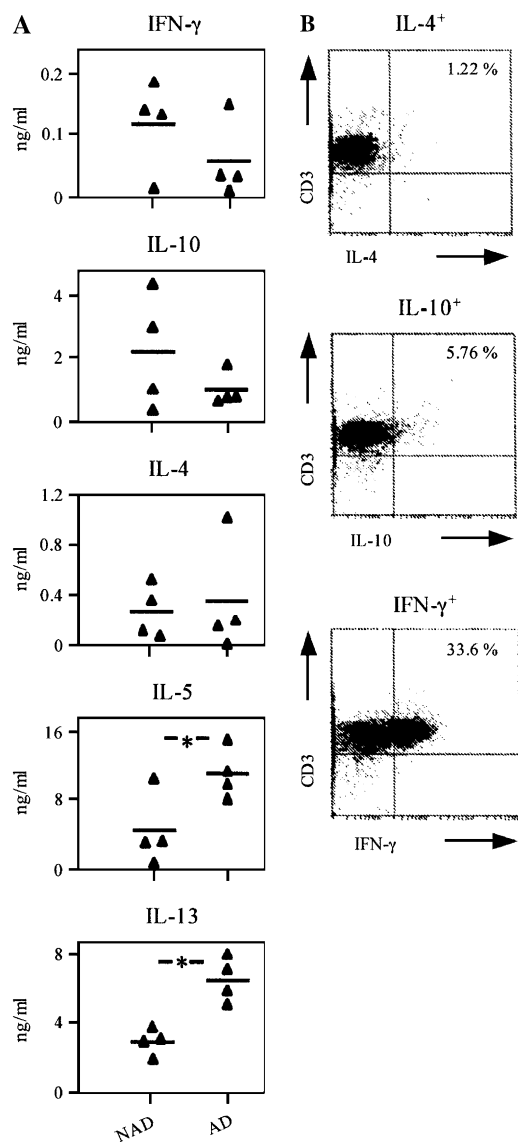 A
IFN-γ
ng/ml
0.2
0.1
0
IL-10
ng/ml
4
2
0
IL-4
ng/ml
1.2
0.8
0.4
0
IL-5
ng/ml
16
8
0
*
IL-13
ng/ml
8
4
0
*
NAD
AD
B
IL-4⁺
1.22 %
CD3
IL-4
IL-10⁺
5.76 %
CD3
IL-10
IFN-γ⁺
33.6 %
CD3
IFN-γ